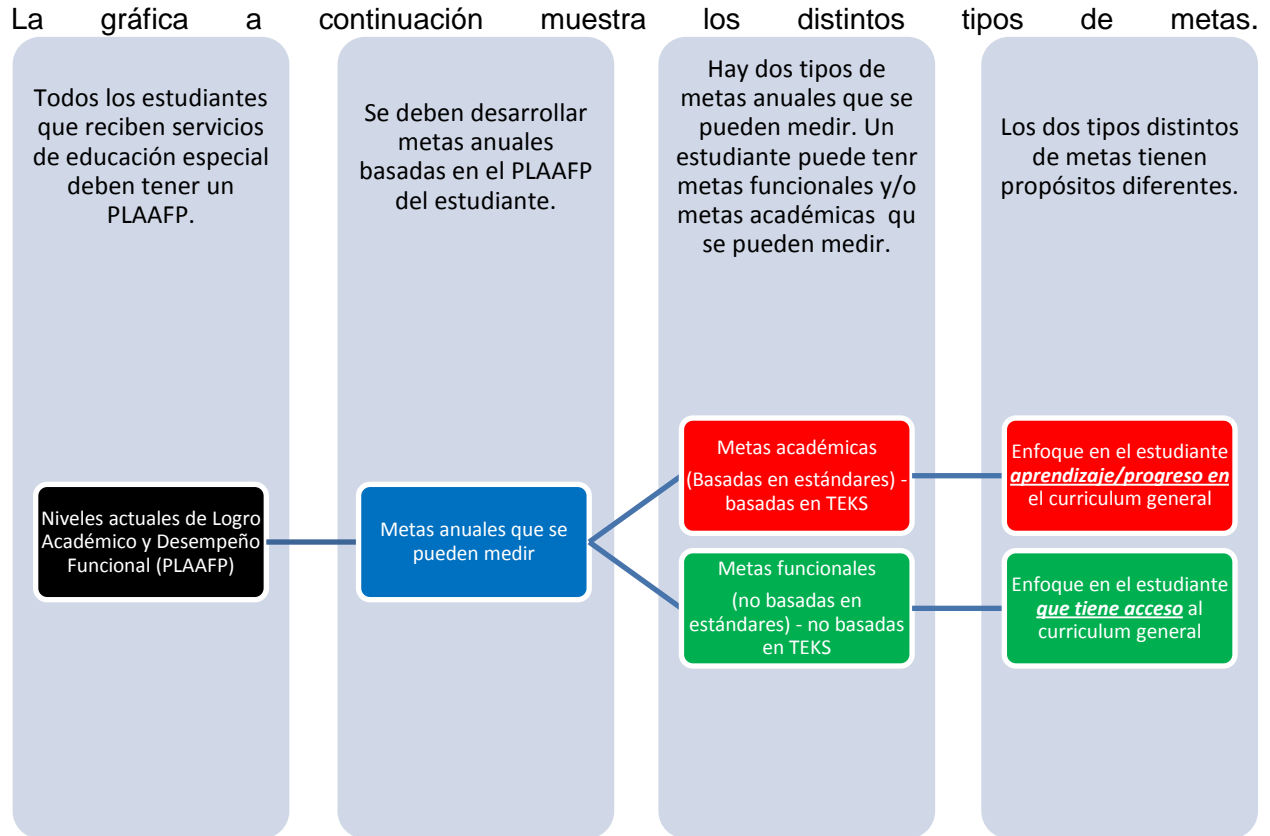 La gráfica a continuación muestra los distintos tipos de metas.
Todos los estudiantes
que reciben servicios
de educación especial
deben tener un
PLAAFP.
Se deben desarrollar
metas anuales
basadas en el PLAAFP
del estudiante.
Hay dos tipos de
metas anuales que se
pueden medir. Un
estudiante puede tenr
metas funcionales y/o
metas académicas qu
se pueden medir.
Los dos tipos distintos
de metas tienen
propósitos diferentes.
Niveles actuales de Logro
Académico y Desempeño
Funcional (PLAAFP)
Metas anuales que se
pueden medir
Metas académicas
(Basadas en estándares) -
basadas en TEKS
Metas funcionales
(no basadas en
estándares) - no basadas
en TEKS
Enfoque en el estudiante
aprendizaje/progreso en
el curriculum general
Enfoque en el estudiante
que tiene acceso al
curriculum general